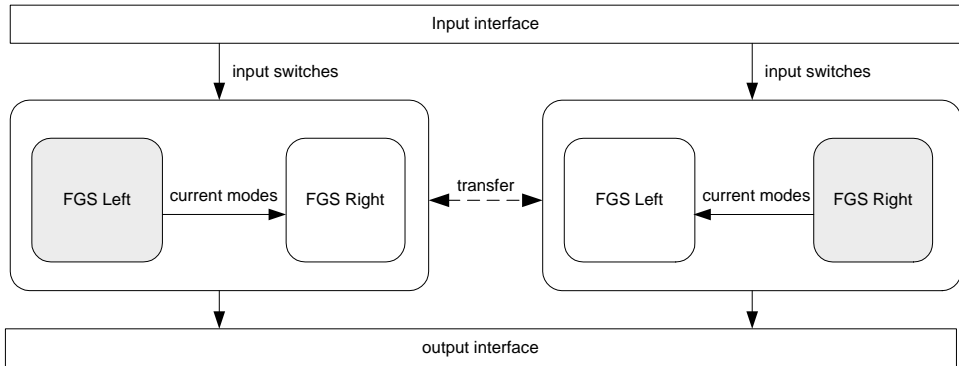 Input interface
input switches
input switches
FGS Left
current modes
FGS Right
transfer
FGS Left
current modes
FGS Right
output interface